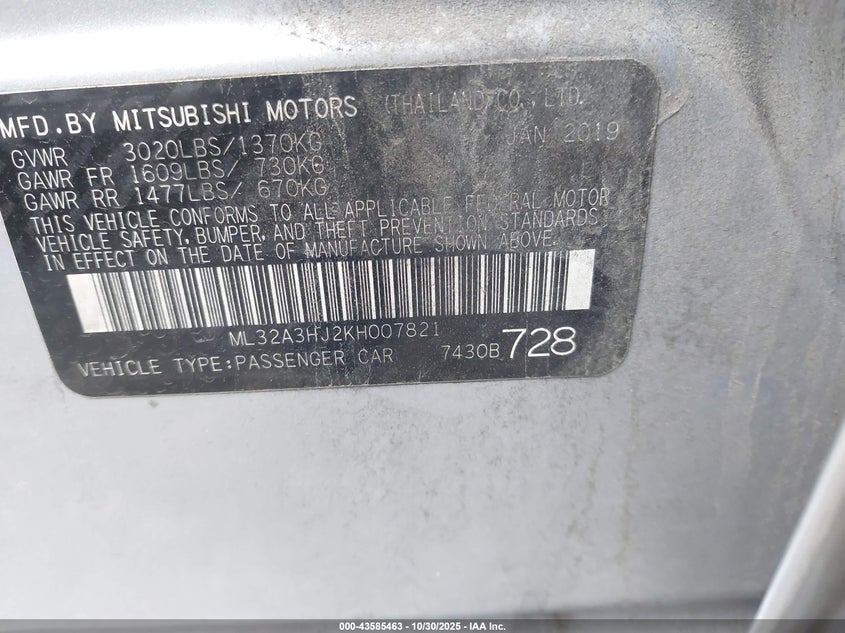 MFD.BY MITSUBISHI MOTORS (THAILAND CO.,LTD.
GVWR 3020LBS/1370KG JAN 2019
GAWR FR 1609LBS/ 730KG
GAWR RR 1477LBS/ 670KG
THIS VEHICLE CONFORMS TO ALL APPLICABLE FEDERAL MOTOR
VEHICLE SAFETY, BUMPER, AND THEFT PREVENTION STANDARDS
IN EFFECT ON THE DATE OF MANUFACTURE SHOWN ABOVE.
ML32A3HJ2KH007821
VEHICLE TYPE:PASSENGER CAR 7430B 728
000-43585463 - 10/30/2025 - IAA Inc.